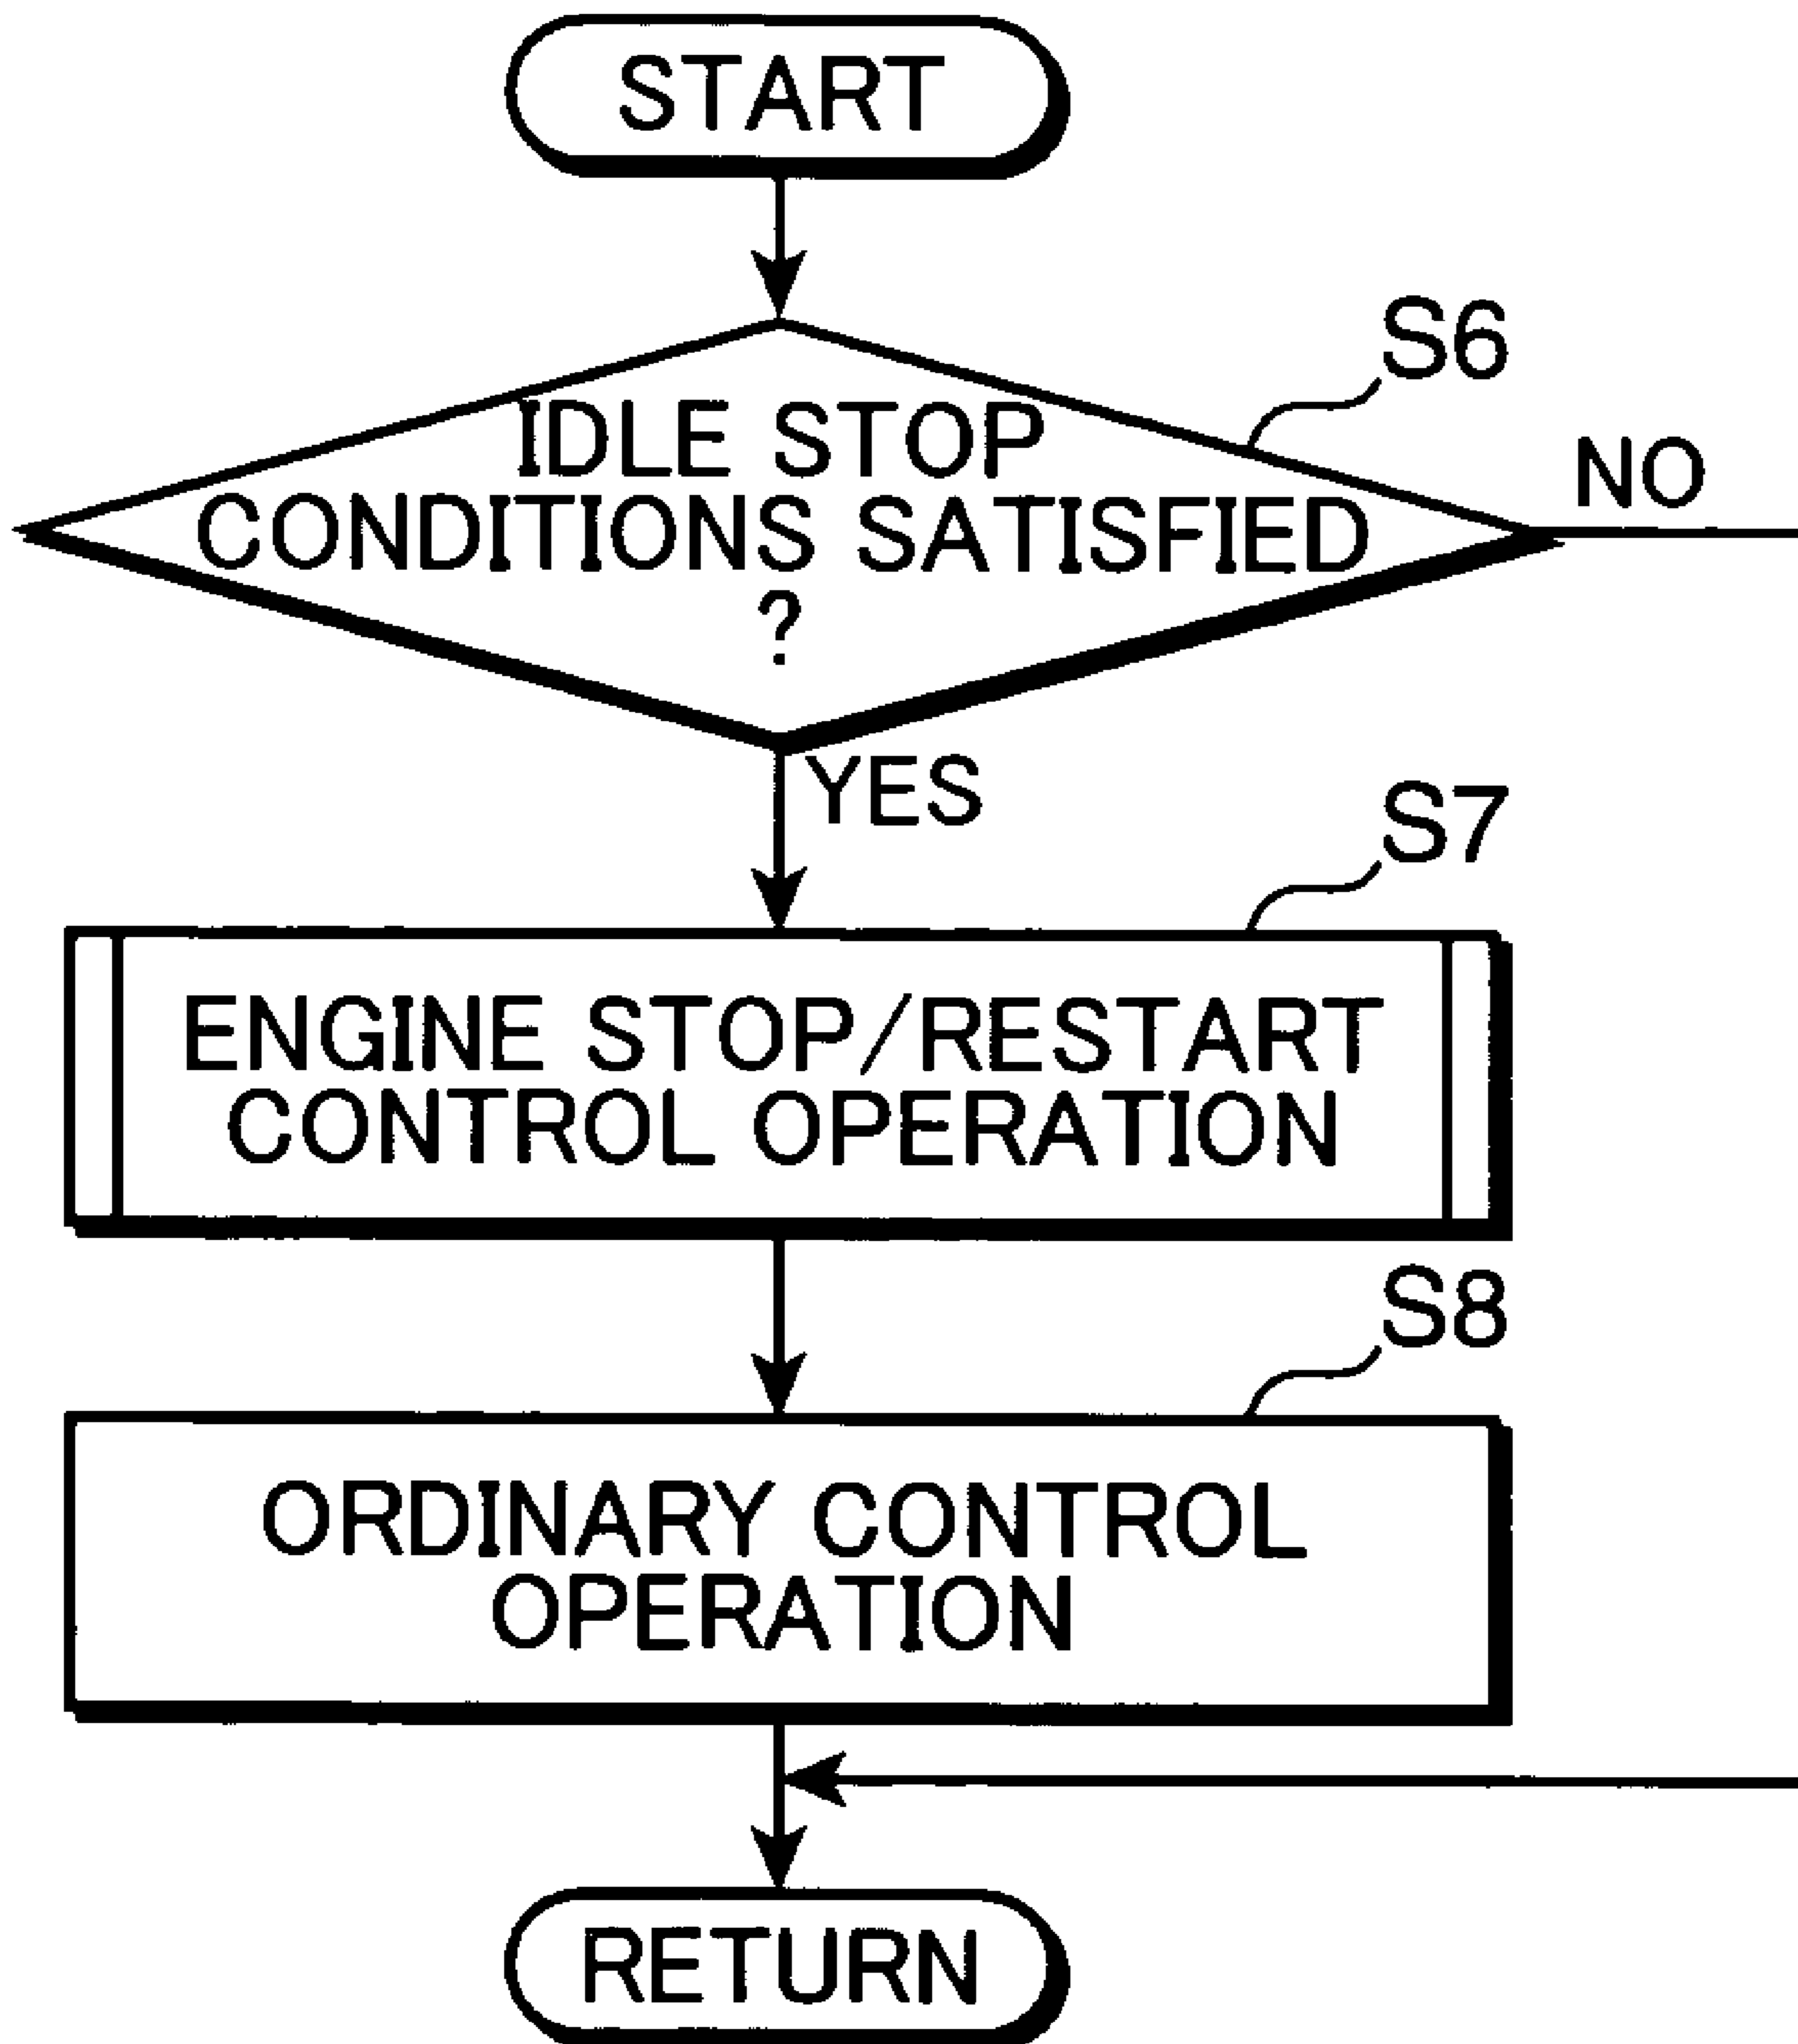 START
S6
IDLE STOP
CONDITIONS SATISFIED
?
NO
YES
S7
ENGINE STOP/RESTART
CONTROL OPERATION
S8
ORDINARY CONTROL
OPERATION
RETURN